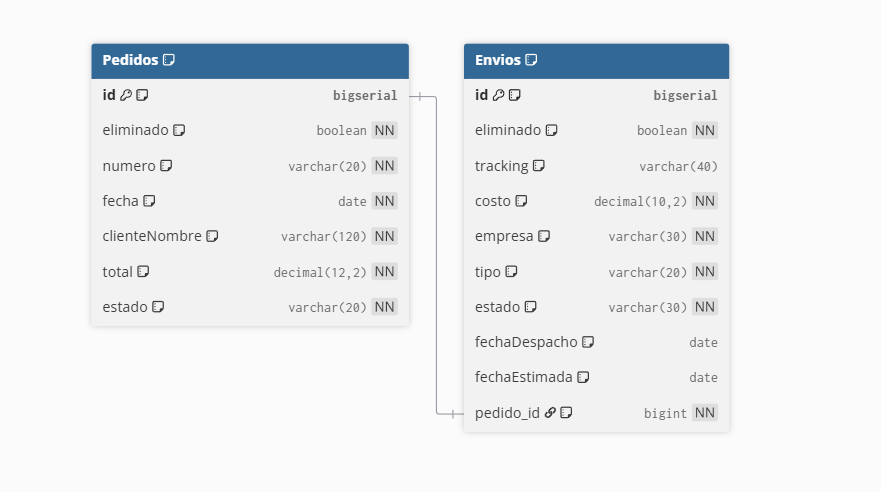 Pedidos
id bigserial
eliminado boolean NN
numero varchar(20) NN
fecha date NN
clienteNombre varchar(120) NN
total decimal(12,2) NN
estado varchar(20) NN
Envios
id bigserial
eliminado boolean NN
tracking varchar(40)
costo decimal(10,2) NN
empresa varchar(30) NN
tipo varchar(20) NN
estado varchar(30) NN
fechaDespacho date
fechaEstimada date
pedido_id bigint NN